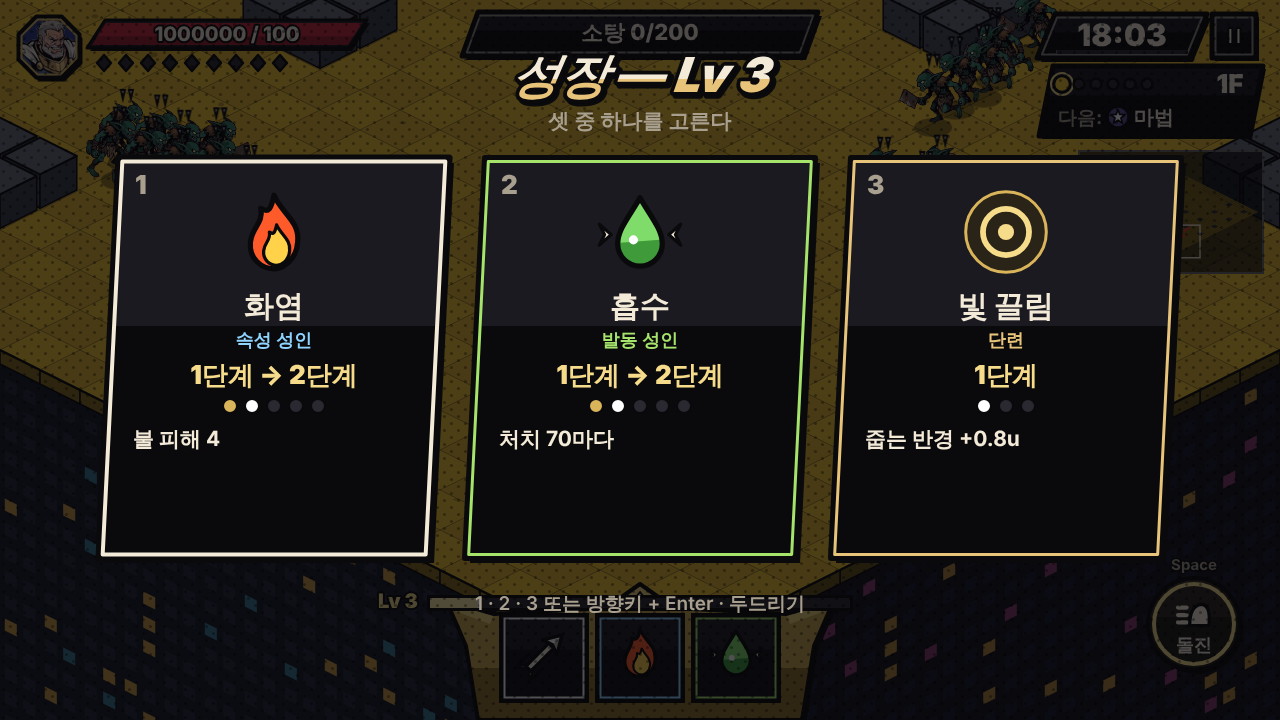 1000000 / 100
소탕 0/200
18:03
성장 — Lv 3
1F
셋 중 하나를 고른다
다음: 마법
1
화염
속성 성인
1단계 → 2단계
불 피해 4
2
흡수
발동 성인
1단계 → 2단계
처치 70마다
3
빛 끌림
단련
1단계
줍는 반경 +0.8u
Space
돌진
Lv 3
1 · 2 · 3 또는 방향키 + Enter · 두드리기